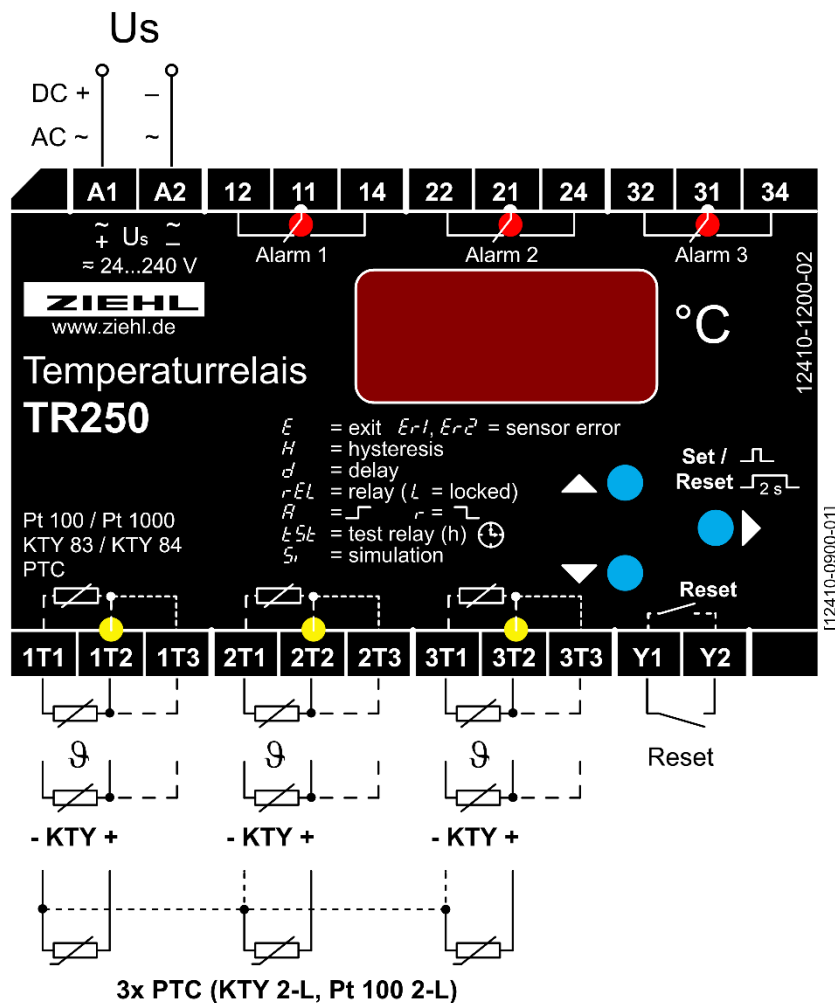 Us
DC + –
AC ~ ~
A1 A2 12 11 14 22 21 24 32 31 34
~ Us ~
+ –
≂ 24...240 V
Alarm 1 Alarm 2 Alarm 3
ZIEHL
www.ziehl.de
°C
12410-1200-02
Temperaturrelais
TR250
E = exit Er1, Er2 = sensor error
H = hysteresis
d = delay
rEL = relay (L = locked)
A = r =
tSt = test relay (h)
Si = simulation
Set /
Reset 2 s
Pt 100 / Pt 1000
KTY 83 / KTY 84
PTC
Reset
[12410-0900-01]
1T1 1T2 1T3 2T1 2T2 2T3 3T1 3T2 3T3 Y1 Y2
Reset
ϑ ϑ ϑ
- KTY + - KTY + - KTY +
3x PTC (KTY 2-L, Pt 100 2-L)